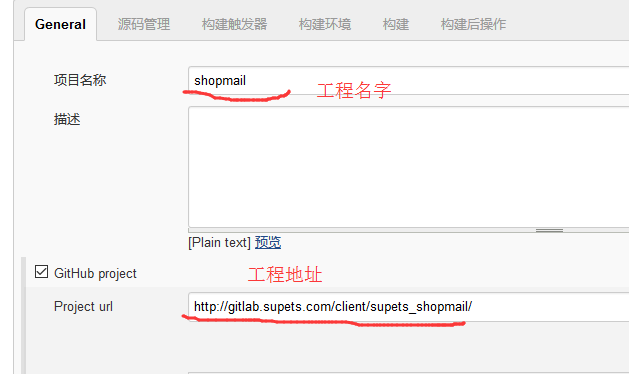 General 源码管理 构建触发器 构建环境 构建 构建后操作
项目名称 shopmail 工程名字
描述
[Plain text] 预览
GitHub project 工程地址
Project url http://gitlab.supets.com/client/supets_shopmail/